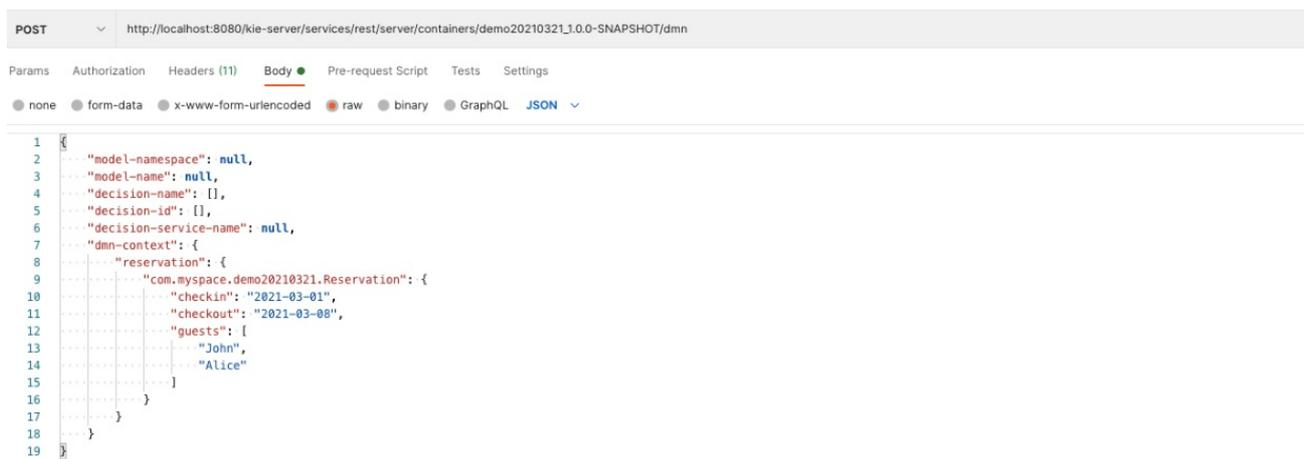 POST http://localhost:8080/kie-server/services/rest/server/containers/demo20210321_1.0.0-SNAPSHOT/dmn
Params Authorization Headers (11) Body Pre-request Script Tests Settings
none form-data x-www-form-urlencoded raw binary GraphQL JSON
1 {
2 "model-namespace": null,
3 "model-name": null,
4 "decision-name": [],
5 "decision-id": [],
6 "decision-service-name": null,
7 "dmn-context": {
8 "reservation": {
9 "com.myspace.demo20210321.Reservation": {
10 "checkin": "2021-03-01",
11 "checkout": "2021-03-08",
12 "guests": [
13 "John",
14 "Alice"
15 ]
16 }
17 }
18 }
19 }